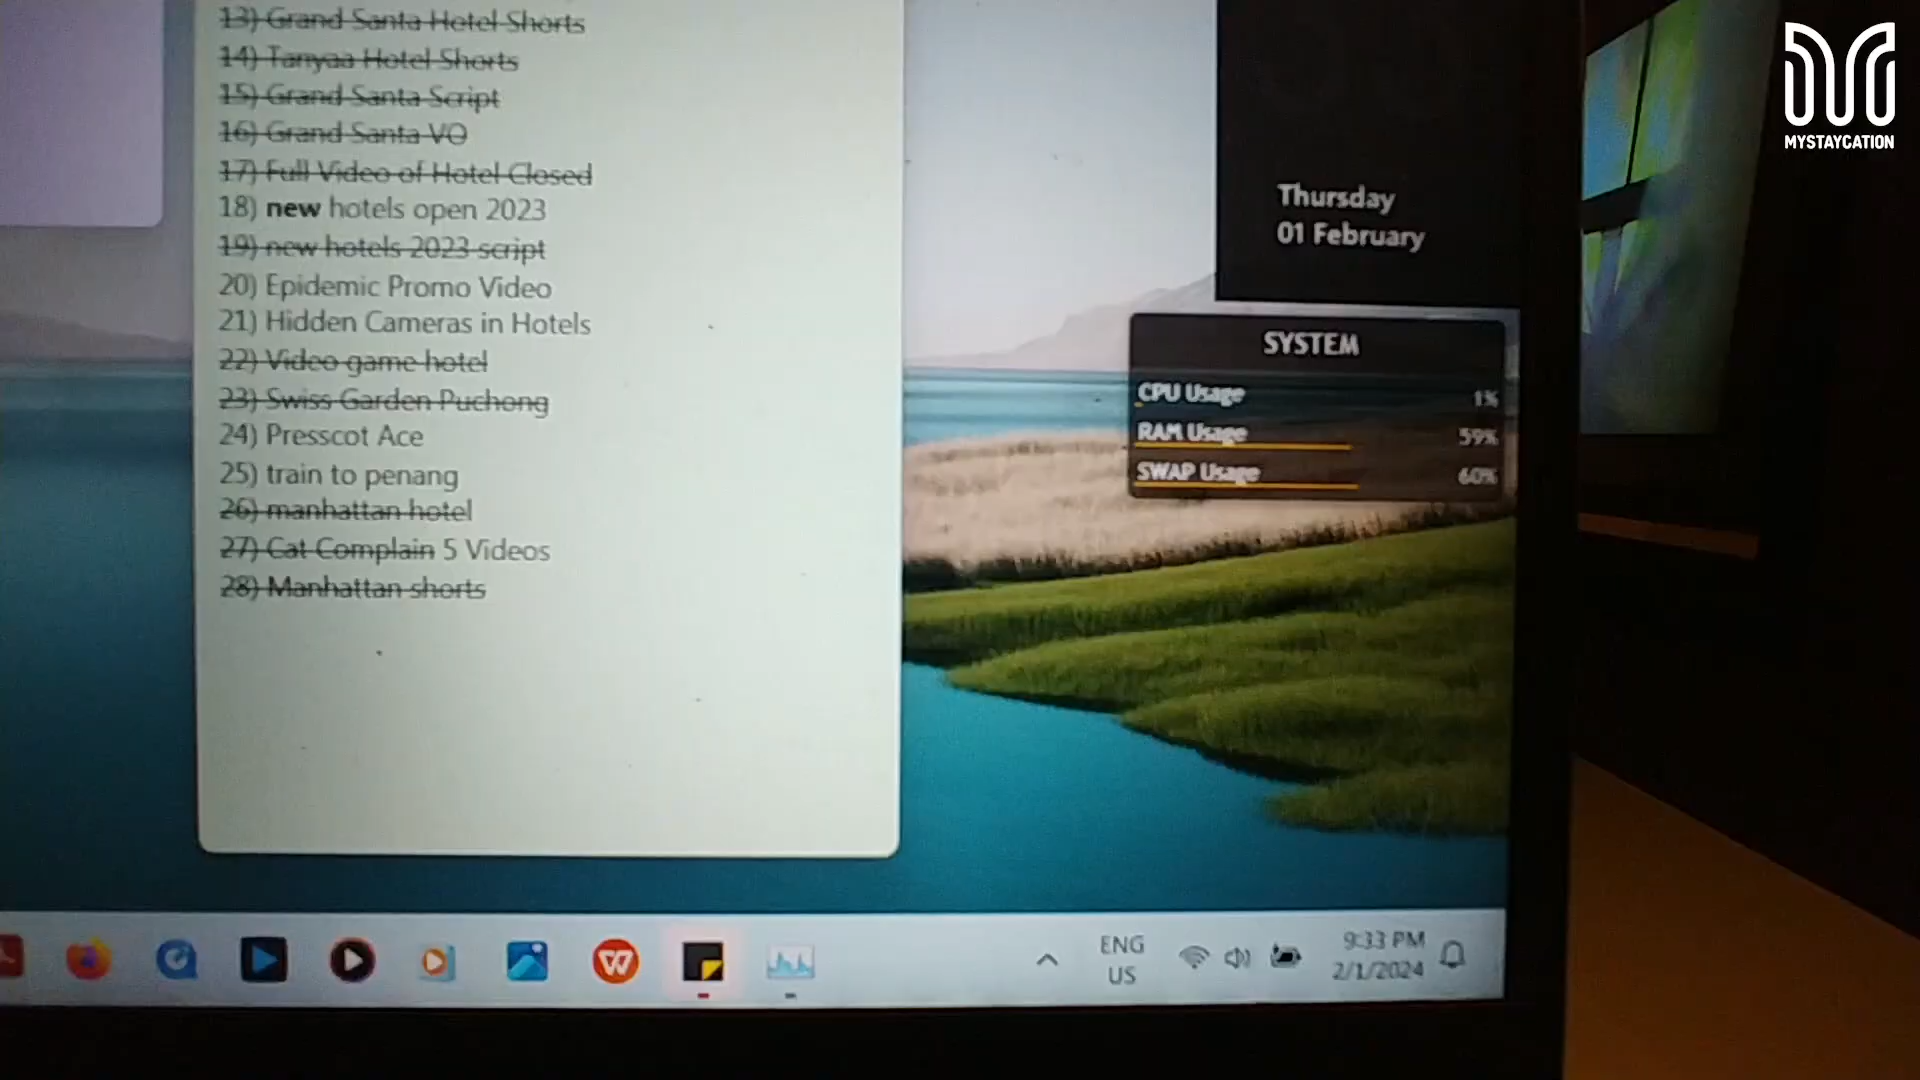 13) Grand Santa Hotel Shorts
14) Tanyaa Hotel Shorts
15) Grand Santa Script
16) Grand Santa VO
17) Full Video of Hotel Closed
18) new hotels open 2023
19) new hotels 2023 script
20) Epidemic Promo Video
21) Hidden Cameras in Hotels
22) Video game hotel
23) Swiss Garden Puchong
24) Presscot Ace
25) train to penang
26) manhattan hotel
27) Cat Complain 5 Videos
28) Manhattan shorts
Thursday
01 February
SYSTEM
CPU Usage 1%
RAM Usage 59%
SWAP Usage 60%
ENG
US
9:33 PM
2/1/2024
MYSTAYCATION